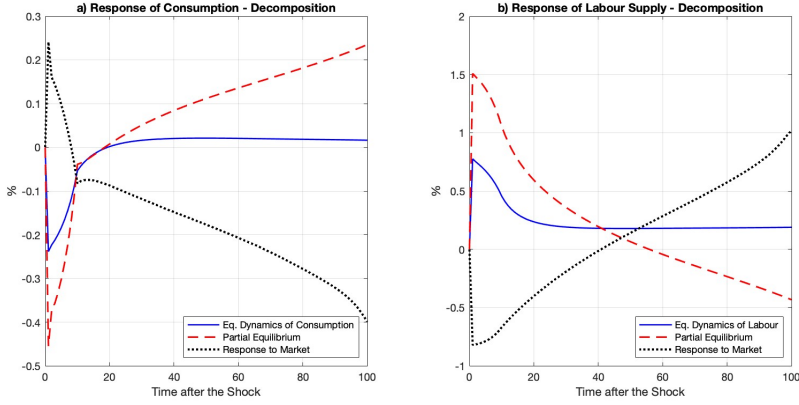 a) Response of Consumption - Decomposition
0.3
0.2
0.1
0
-0.1
-0.2
-0.3
-0.4
-0.5
%
0 20 40 60 80 100
Time after the Shock
Eq. Dynamics of Consumption
Partial Equilibrium
Response to Market
b) Response of Labour Supply - Decomposition
2
1.5
1
0.5
0
-0.5
-1
%
0 20 40 60 80 100
Time after the Shock
Eq. Dynamics of Labour
Partial Equilibrium
Response to Market